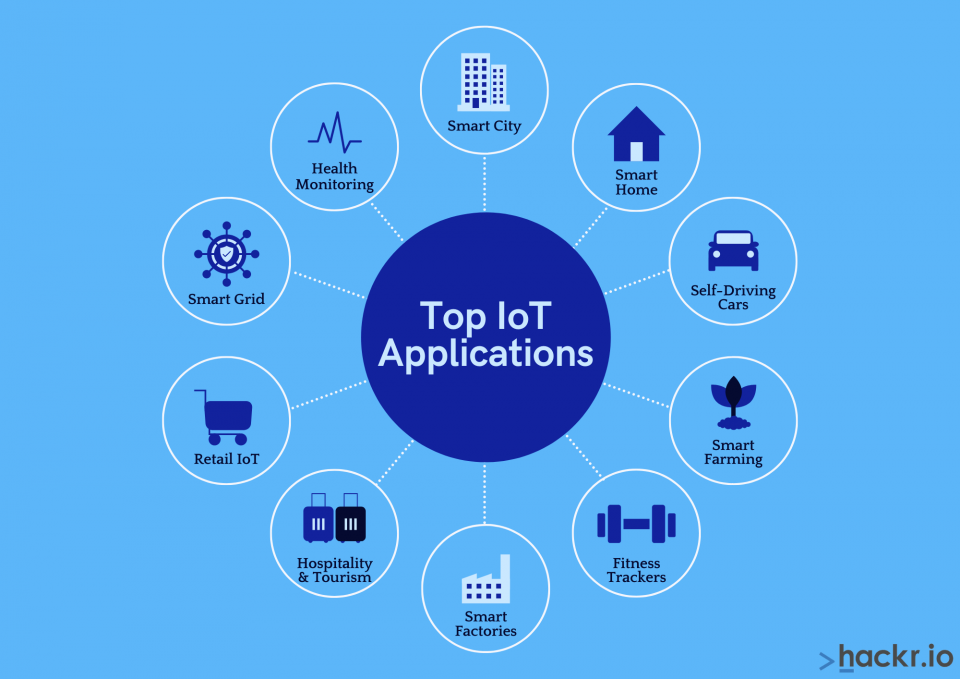 Top IoT
Applications
Smart City
Smart
Home
Self-Driving
Cars
Smart
Farming
Fitness
Trackers
Smart
Factories
Hospitality
& Tourism
Retail IoT
Smart Grid
Health
Monitoring
>hackr.io